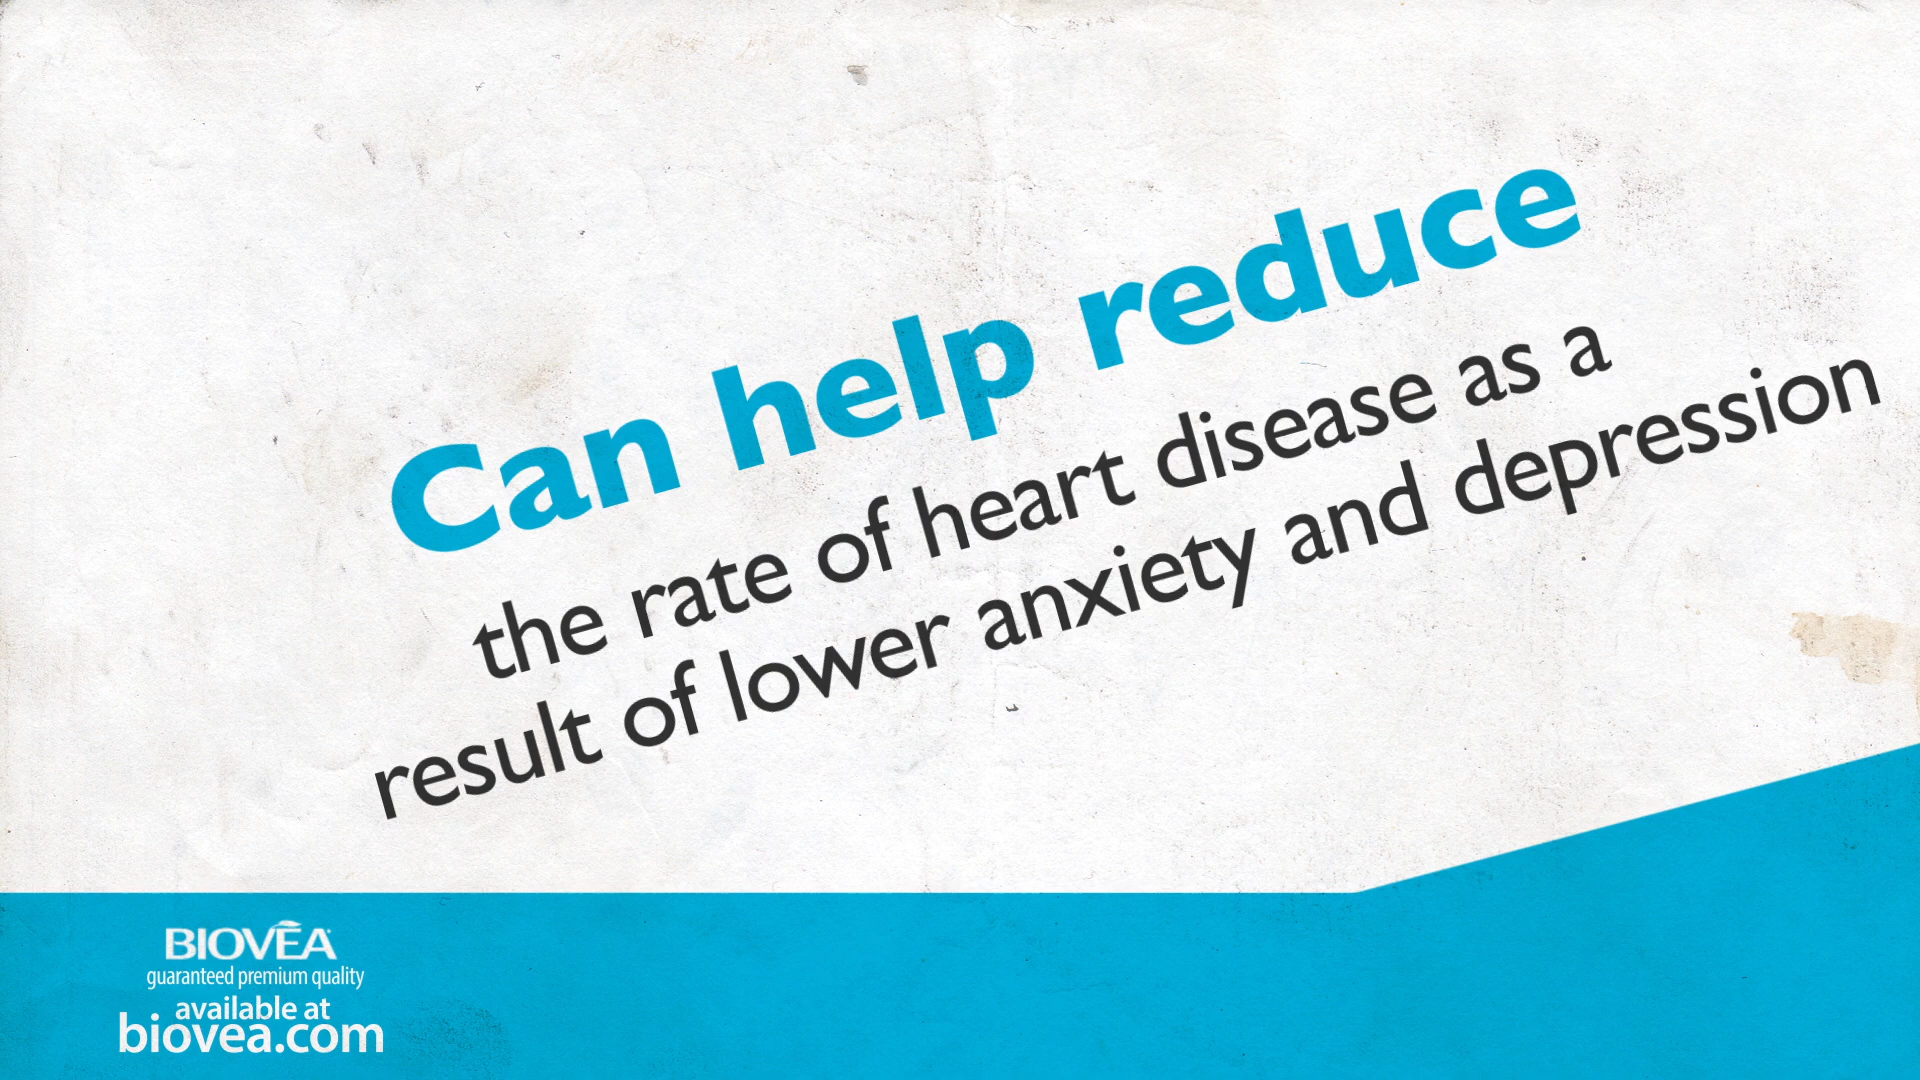 Can help reduce
the rate of heart disease as a
result of lower anxiety and depression
BIOVĒA
guaranteed premium quality
available at
biovea.com